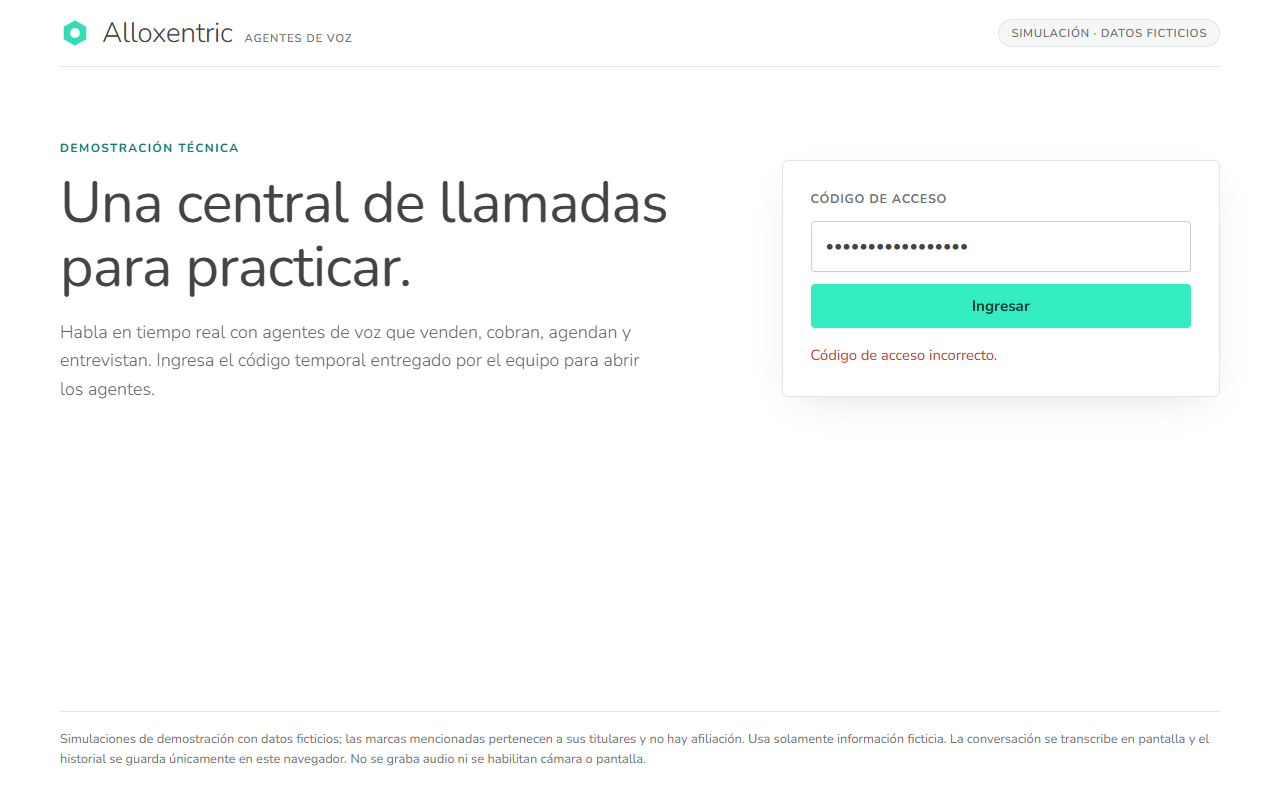 Alloxentric AGENTES DE VOZ
SIMULACIÓN · DATOS FICTICIOS
DEMOSTRACIÓN TÉCNICA
Una central de llamadas
para practicar.
Habla en tiempo real con agentes de voz que venden, cobran, agendan y
entrevistan. Ingresa el código temporal entregado por el equipo para abrir
los agentes.
CÓDIGO DE ACCESO
•••••••••••••••••
Ingresar
Código de acceso incorrecto.
Simulaciones de demostración con datos ficticios; las marcas mencionadas pertenecen a sus titulares y no hay afiliación. Usa solamente información ficticia. La conversación se transcribe en pantalla y el
historial se guarda únicamente en este navegador. No se graba audio ni se habilitan cámara o pantalla.